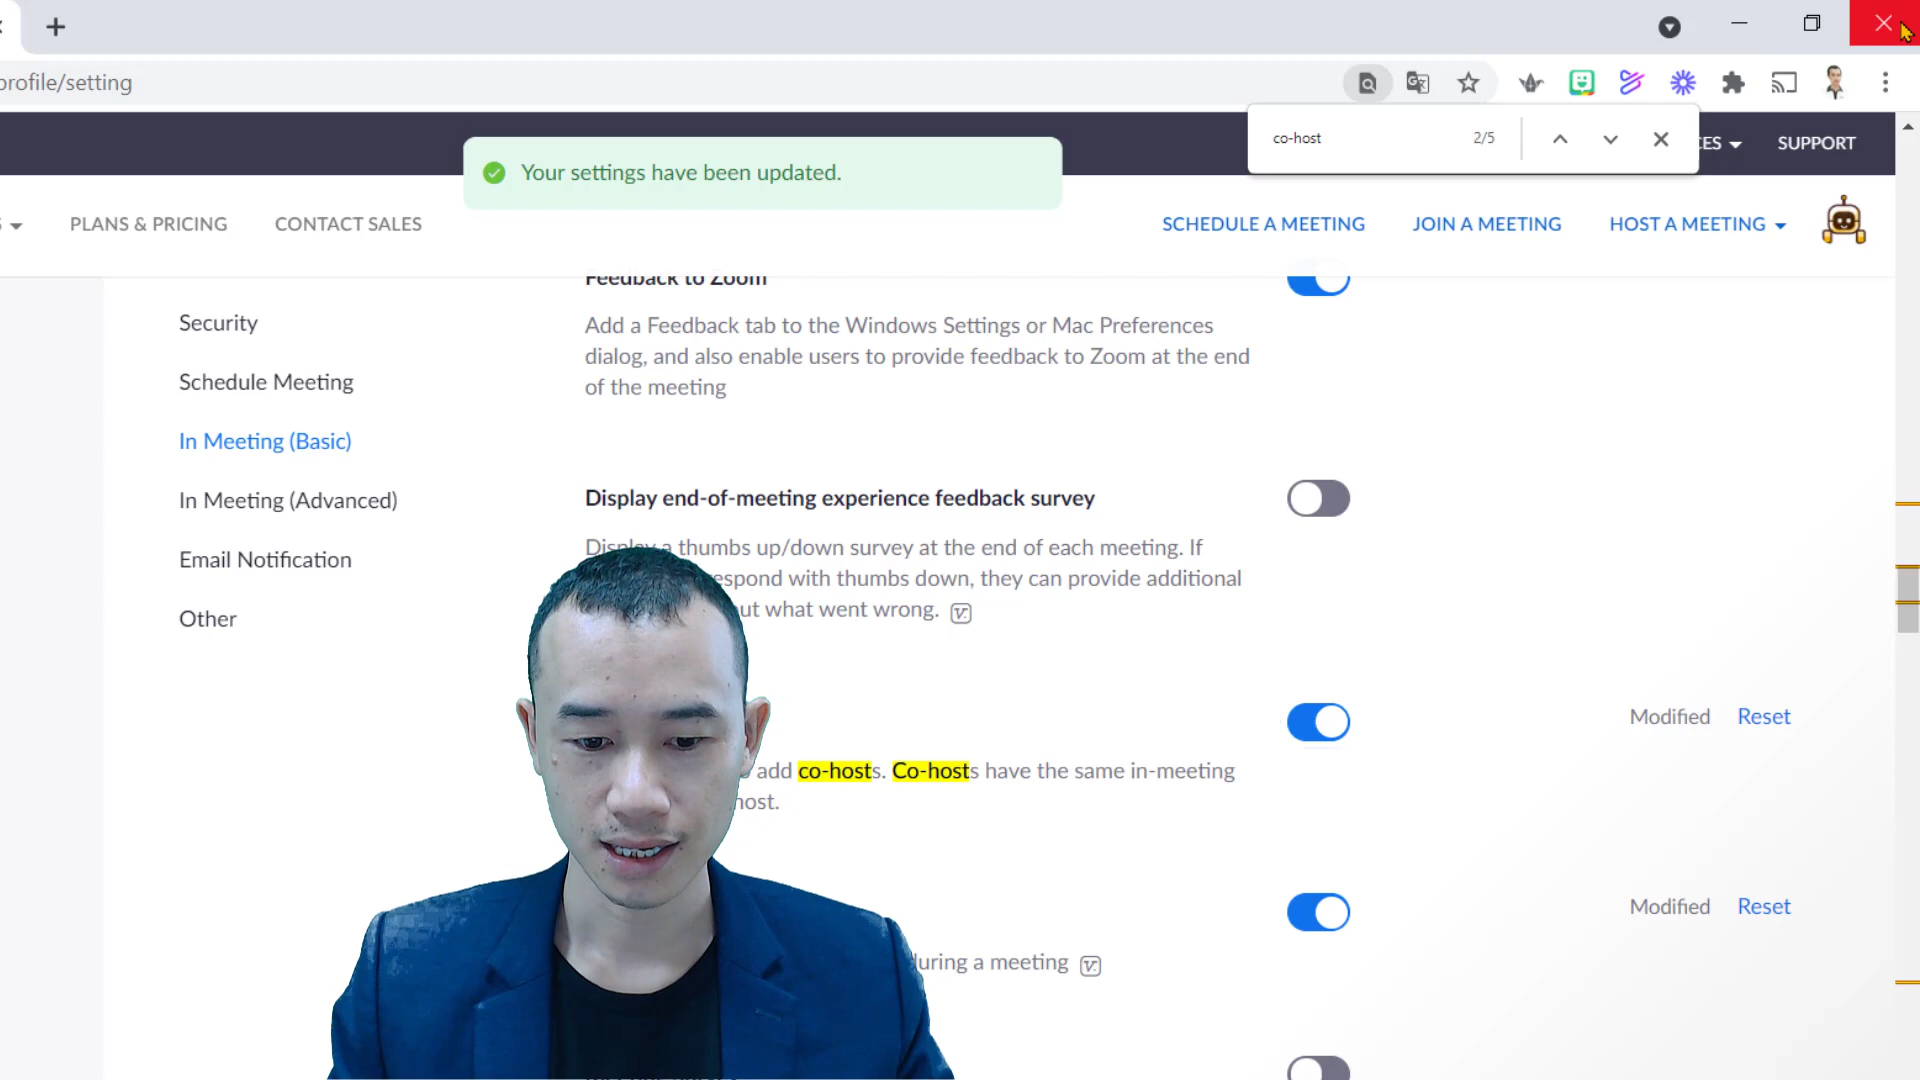 profile/setting
co-host 2/5
SUPPORT
Your settings have been updated.
PLANS & PRICING CONTACT SALES SCHEDULE A MEETING JOIN A MEETING HOST A MEETING
Feedback to Zoom
Security
Add a Feedback tab to the Windows Settings or Mac Preferences
dialog, and also enable users to provide feedback to Zoom at the end
of the meeting
Schedule Meeting
In Meeting (Basic)
In Meeting (Advanced)
Email Notification
Other
Display end-of-meeting experience feedback survey
Display a thumbs up/down survey at the end of each meeting. If
espond with thumbs down, they can provide additional
ut what went wrong.
Modified Reset
add co-hosts. Co-hosts have the same in-meeting
host.
Modified Reset
during a meeting